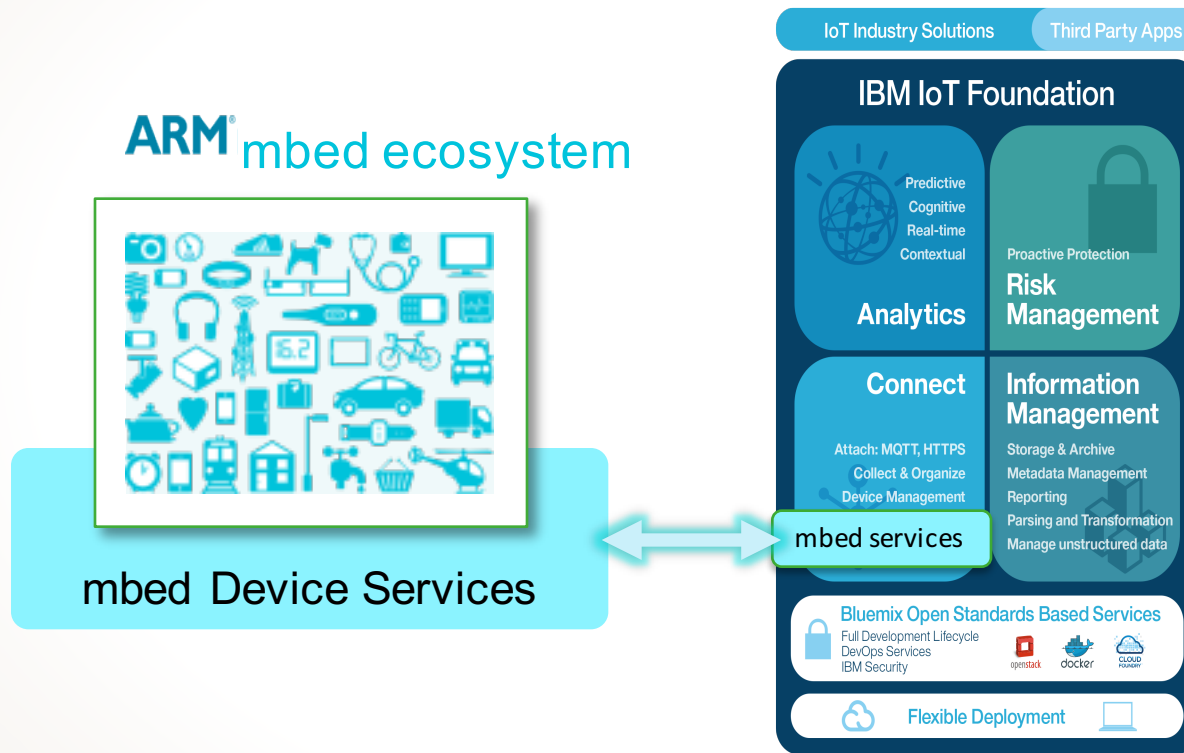 IoT Industry Solutions
Third Party Apps
IBM IoT Foundation
ARM®
mbed ecosystem
Predictive
Cognitive
Real-time
Contextual
Analytics
Proactive Protection
Risk
Management
16.2
Connect
Attach: MQTT, HTTPS
Collect & Organize
Device Management
mbed services
Information
Management
Storage & Archive
Metadata Management
Reporting
Parsing and Transformation
Manage unstructured data
mbed Device Services
Bluemix Open Standards Based Services
Full Development Lifecycle
DevOps Services
IBM Security
openstack
docker
CLOUD
FOUNDRY
Flexible Deployment